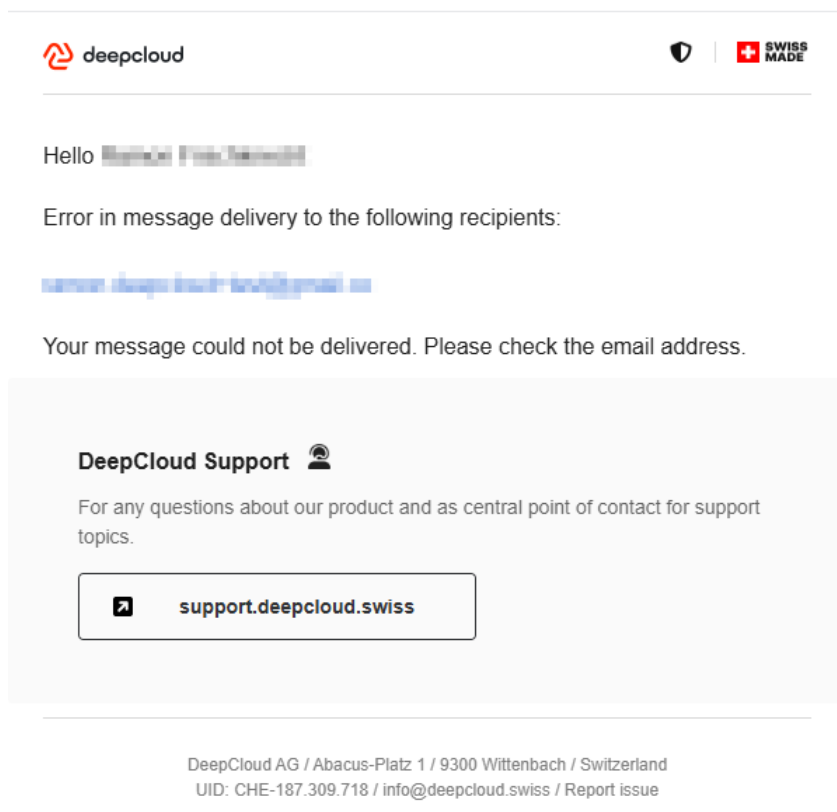 deepcloud
SWISS
MADE
Hello
Error in message delivery to the following recipients:
Your message could not be delivered. Please check the email address.
DeepCloud Support
For any questions about our product and as central point of contact for support
topics.
support.deepcloud.swiss
DeepCloud AG / Abacus-Platz 1 / 9300 Wittenbach / Switzerland
UID: CHE-187.309.718 / info@deepcloud.swiss / Report issue